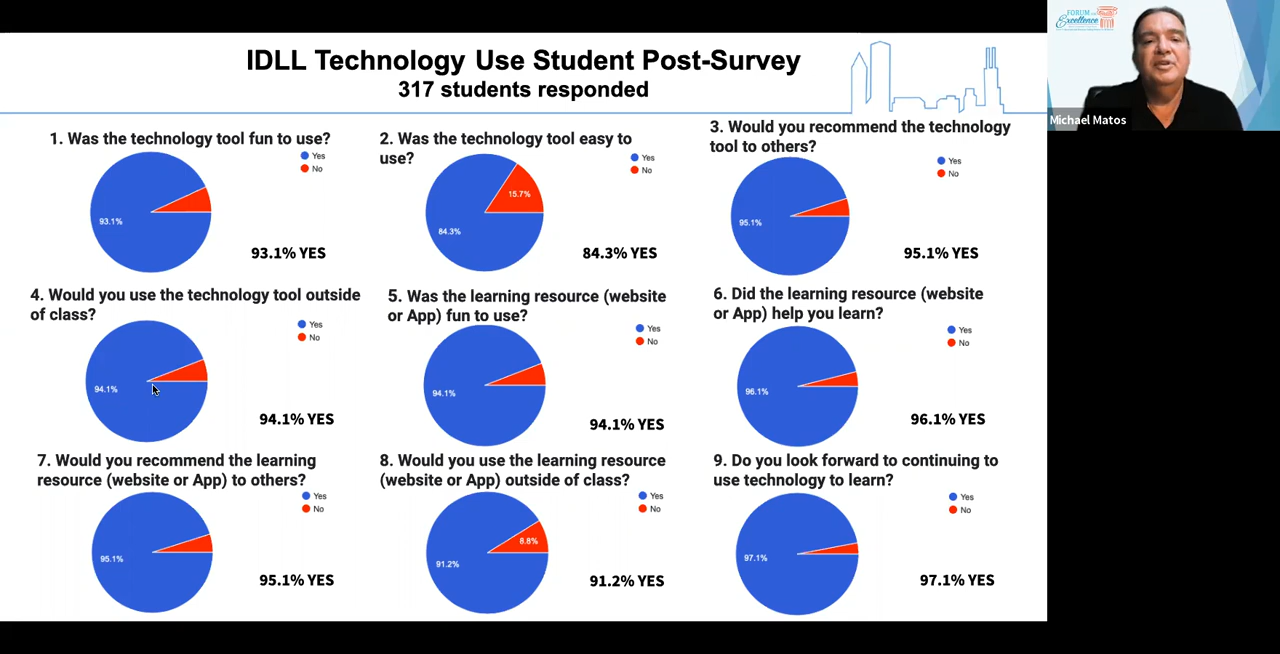 IDLL Technology Use Student Post-Survey
317 students responded
FORUM
Excellence
Michael Matos
1. Was the technology tool fun to use?
Yes
No
93.1%
93.1% YES
2. Was the technology tool easy to
use?
Yes
No
15.7%
84.3%
84.3% YES
3. Would you recommend the technology
tool to others?
Yes
No
95.1%
95.1% YES
4. Would you use the technology tool outside
of class?
Yes
No
94.1%
94.1% YES
5. Was the learning resource (website
or App) fun to use?
Yes
No
94.1%
94.1% YES
6. Did the learning resource (website
or App) help you learn?
Yes
No
96.1%
96.1% YES
7. Would you recommend the learning
resource (website or App) to others?
Yes
No
95.1%
95.1% YES
8. Would you use the learning resource
(website or App) outside of class?
Yes
No
8.8%
91.2%
91.2% YES
9. Do you look forward to continuing to
use technology to learn?
Yes
No
97.1%
97.1% YES